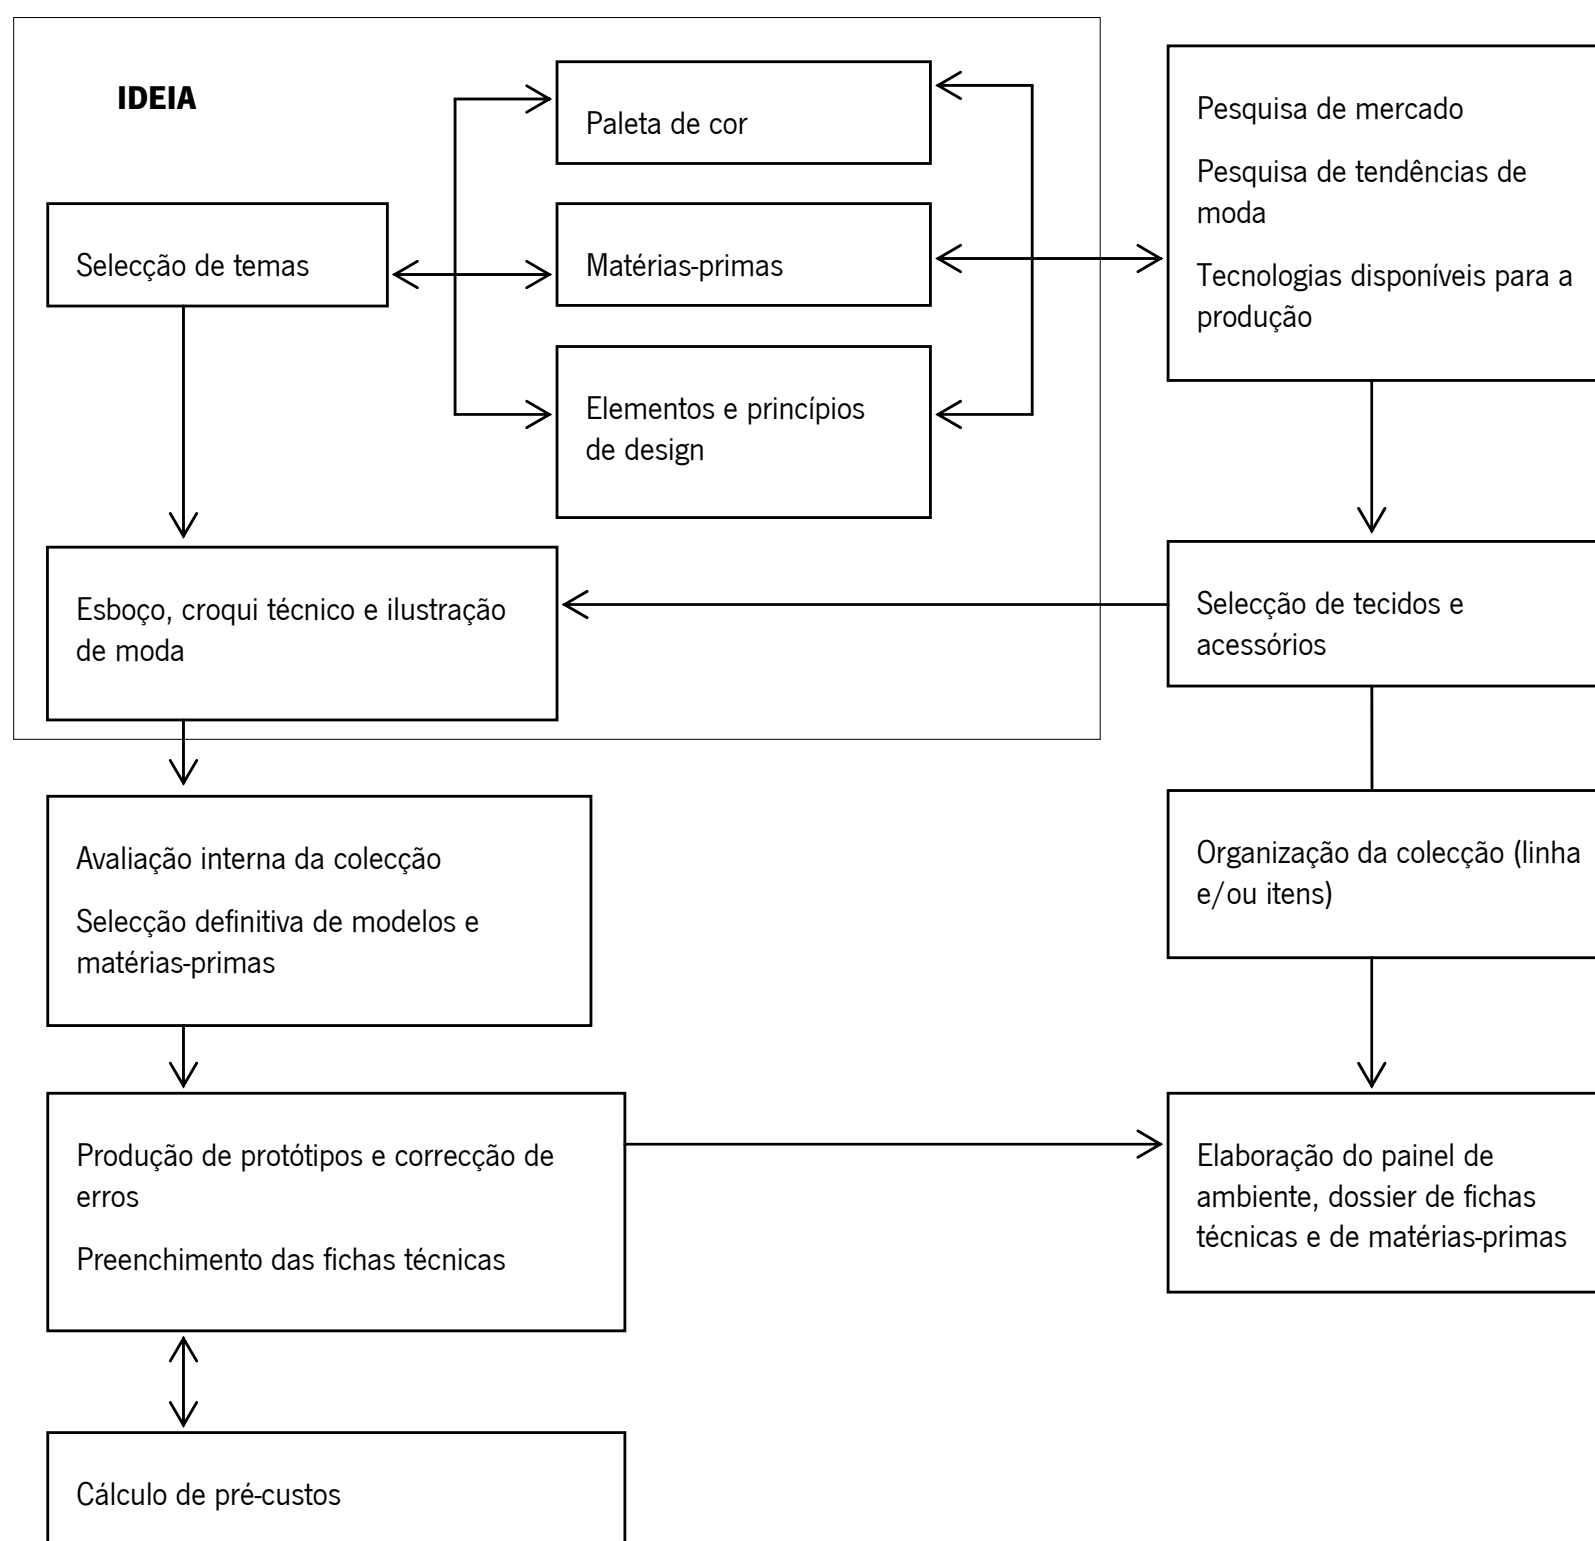 IDEIA
Paleta de cor
Pesquisa de mercado
Pesquisa de tendências de
moda
Tecnologias disponíveis para a
produção
Selecção de temas
Matérias-primas
Elementos e princípios
de design
Esboço, croqui técnico e ilustração
de moda
Selecção de tecidos e
acessórios
Avaliação interna da colecção
Selecção definitiva de modelos e
matérias-primas
Organização da colecção (linha
e/ou itens)
Produção de protótipos e correcção de
erros
Preenchimento das fichas técnicas
Elaboração do painel de
ambiente, dossier de fichas
técnicas e de matérias-primas
Cálculo de pré-custos